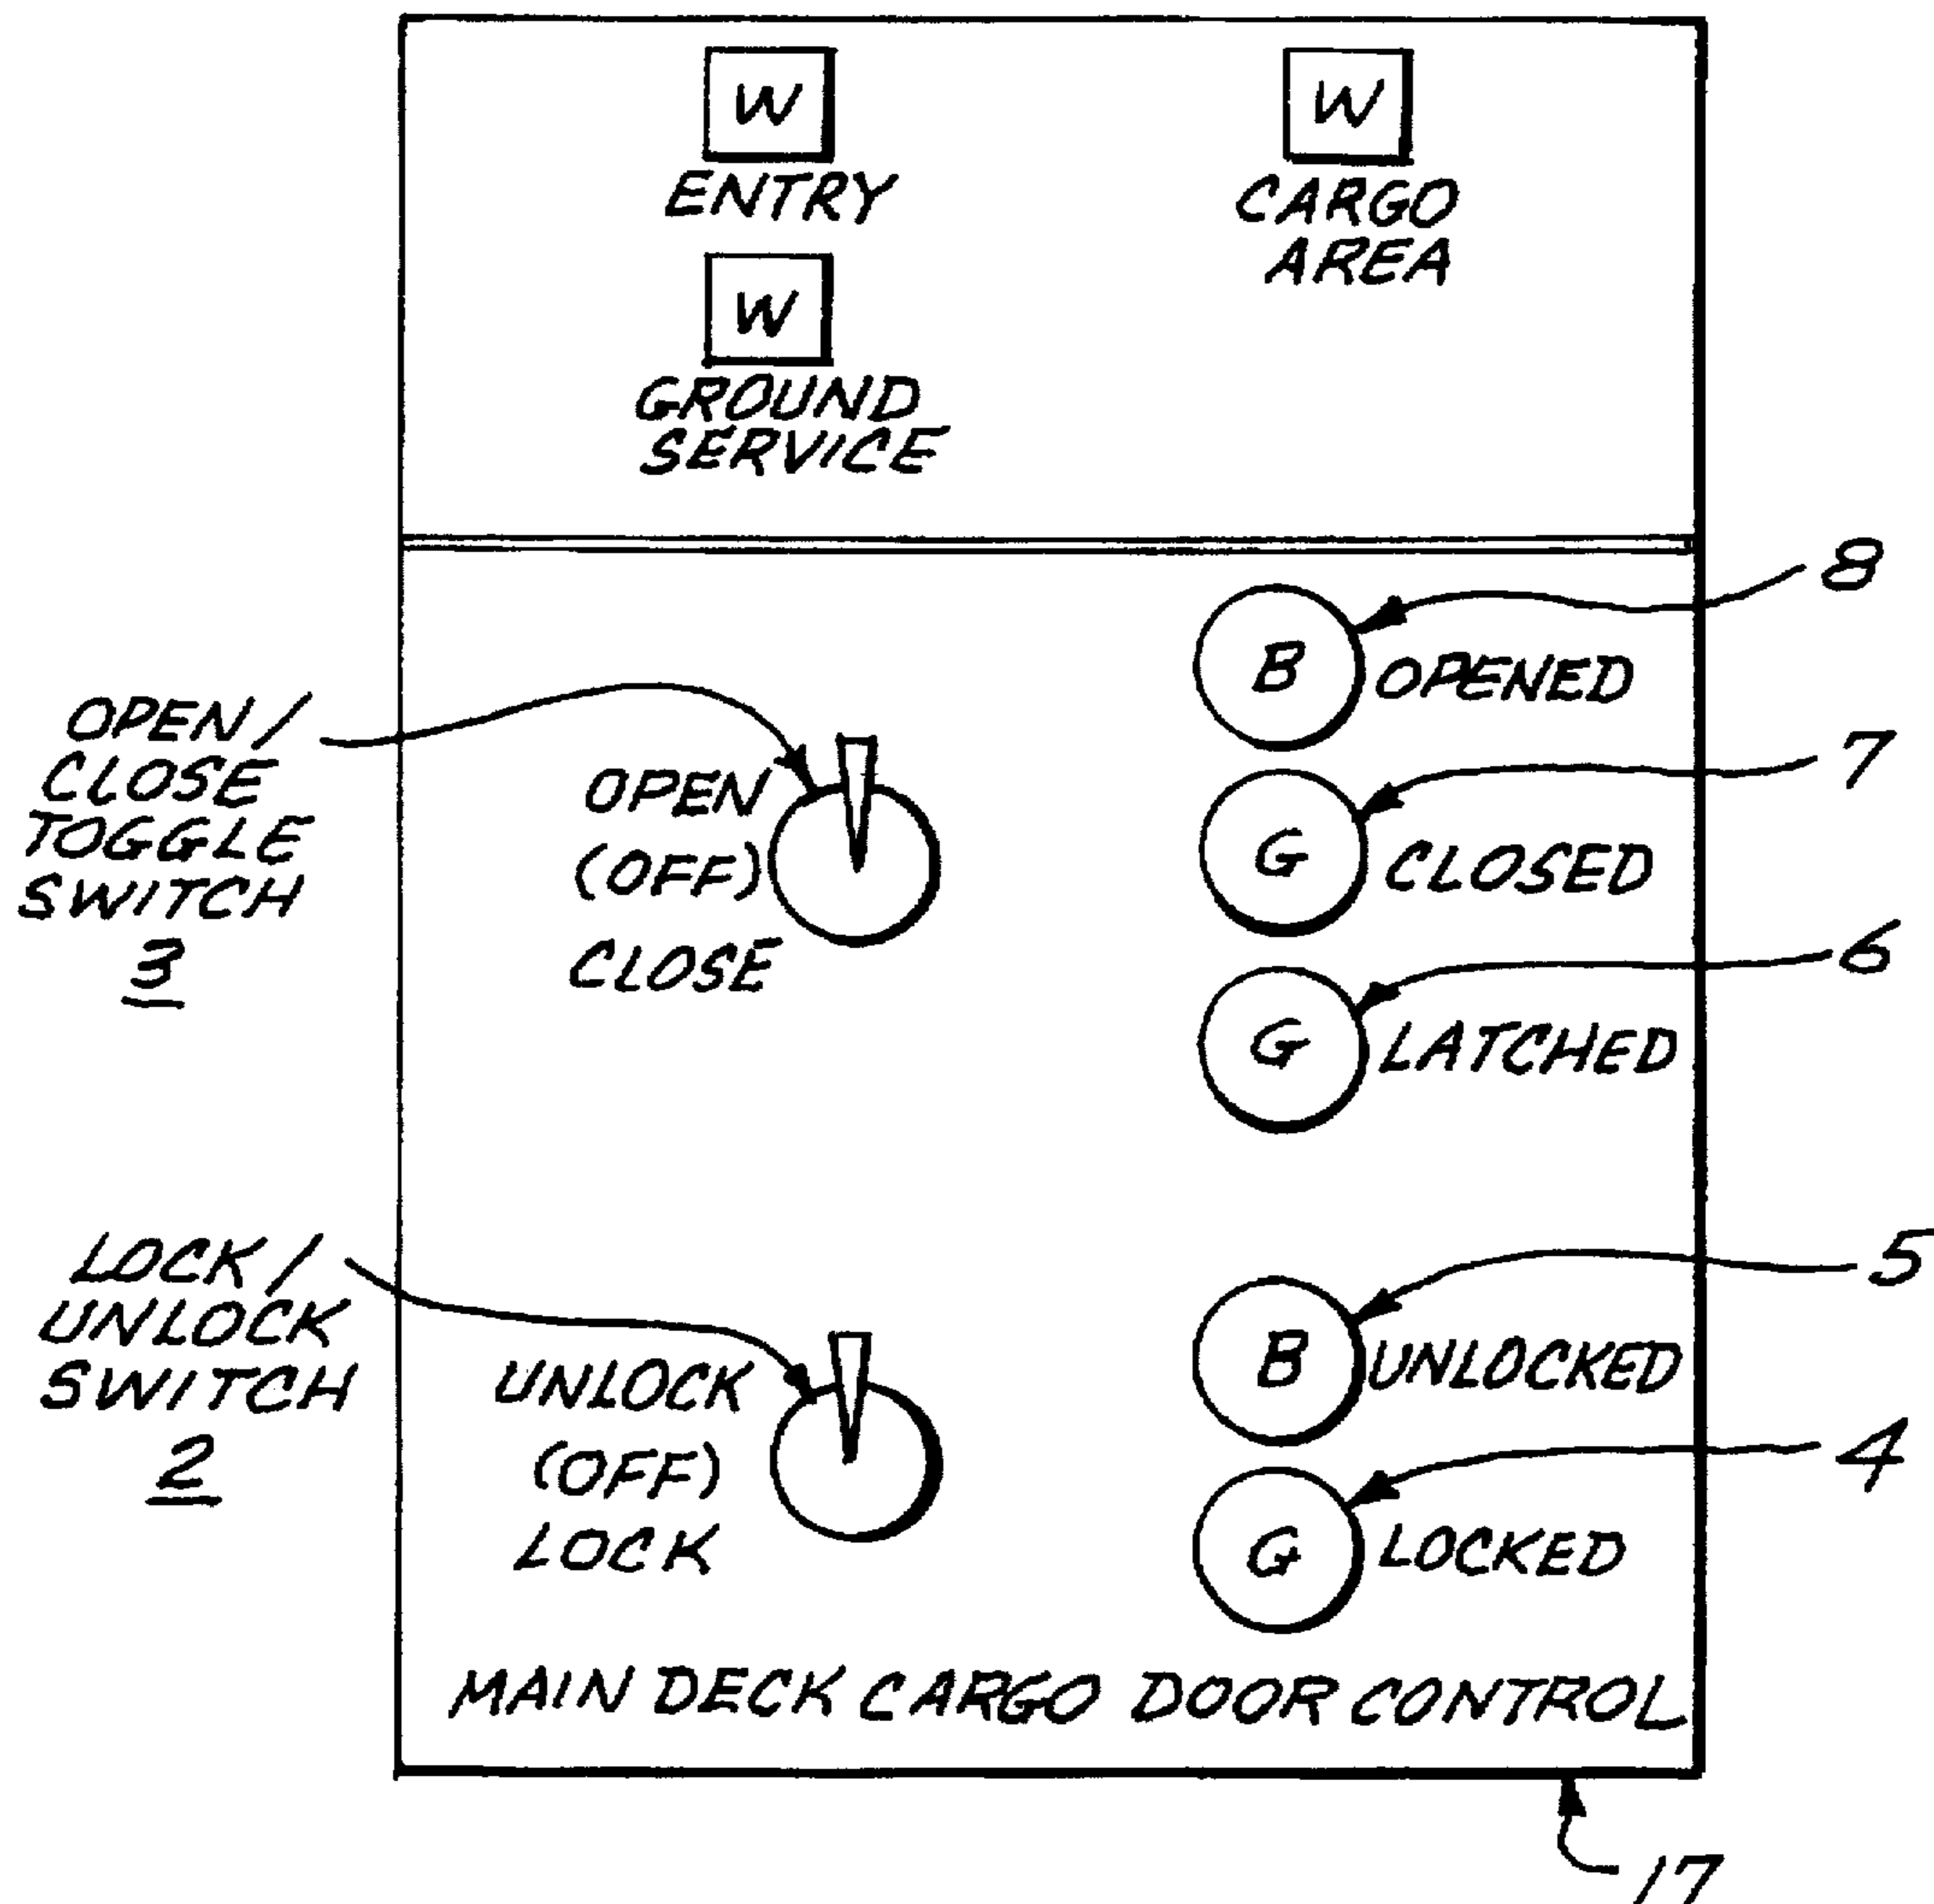 W
ENTRY
W
CARGO
AREA
W
GROUND
SERVICE
8
B OPENED
7
G CLOSED
6
G LATCHED
OPEN /
CLOSE
TOGGLE
SWITCH
3
OPEN
(OFF)
CLOSE
LOCK /
UNLOCK
SWITCH
2
UNLOCK
(OFF)
LOCK
5
B UNLOCKED
4
G LOCKED
MAIN DECK CARGO DOOR CONTROL
17